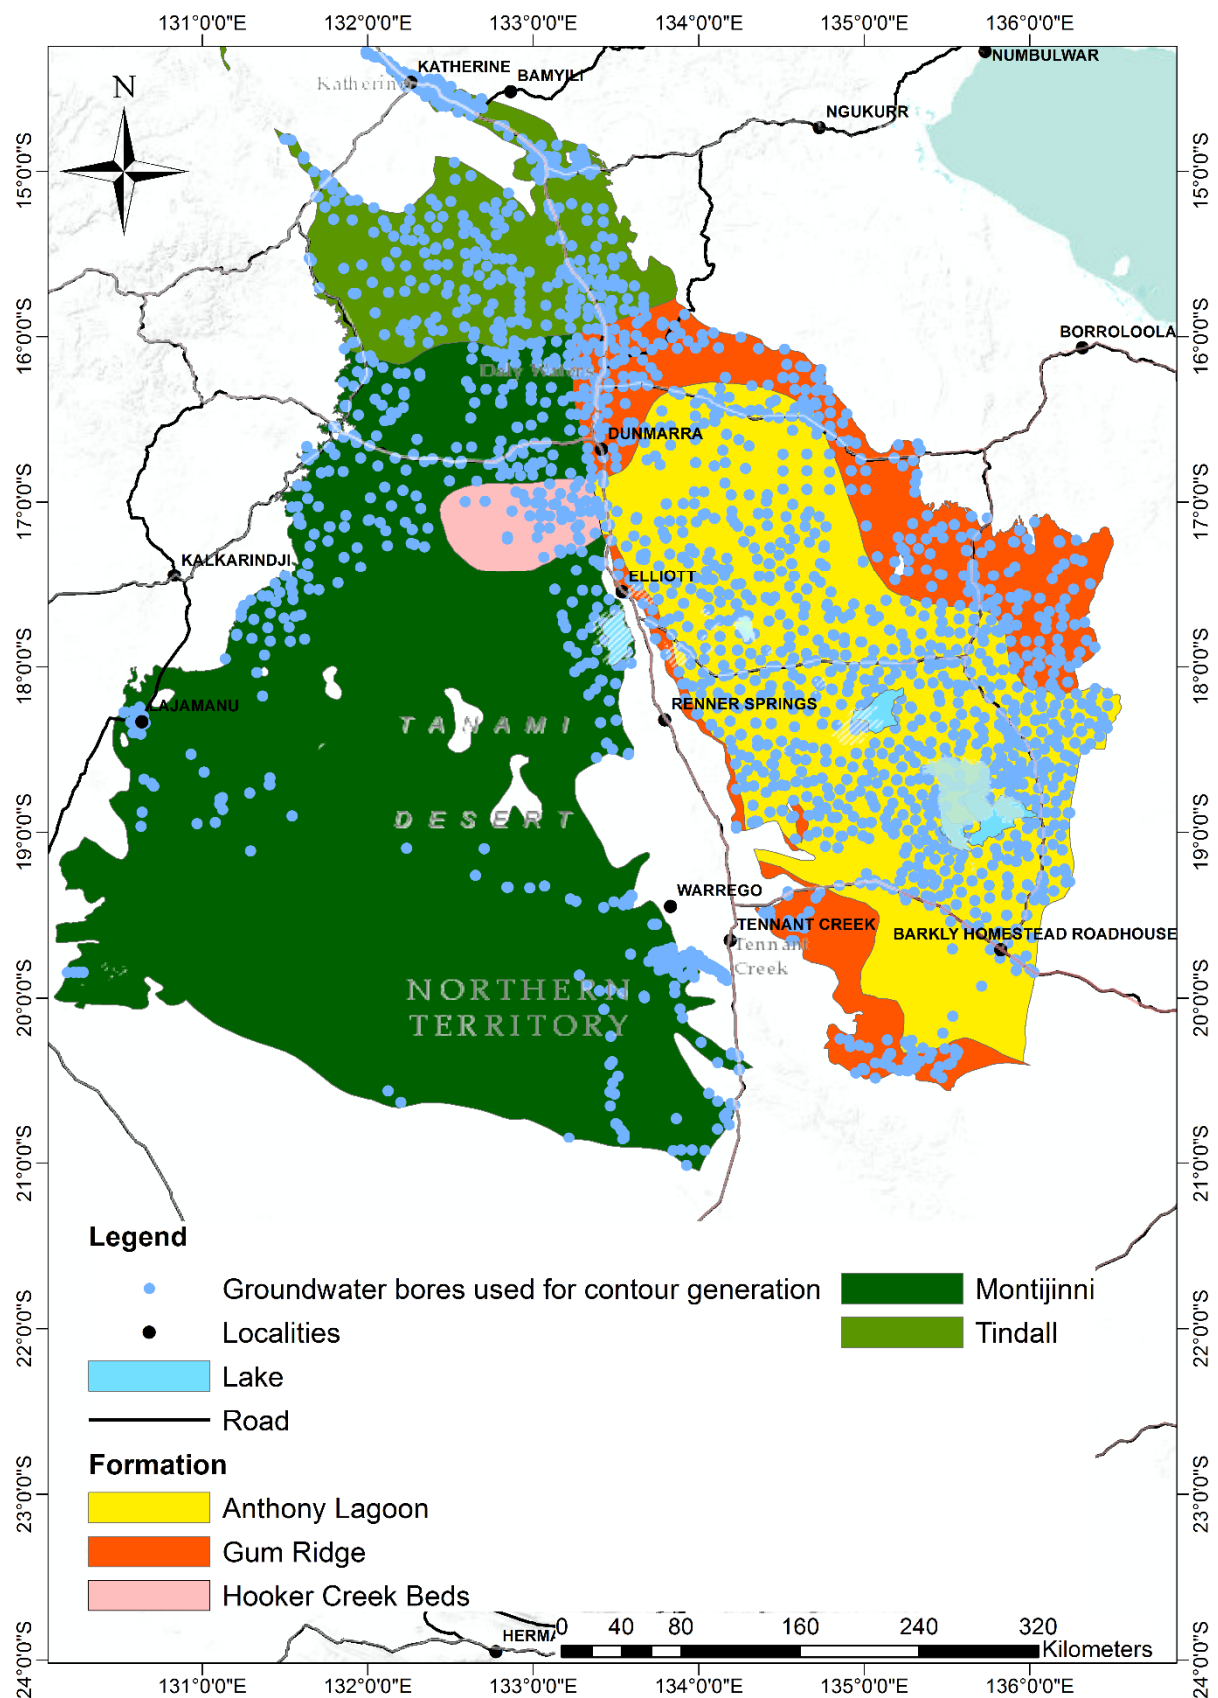 131°0'0"E 132°0'0"E 133°0'0"E 134°0'0"E 135°0'0"E 136°0'0"E
N
KATHERINE
Katherine
BAMYILI
NUMBULWAR
NGUKURR
15°0'0"S 15°0'0"S
16°0'0"S 16°0'0"S
BORROLOOLA
Daly Waters
DUNMARRA
17°0'0"S 17°0'0"S
KALKARINDJI
ELLIOTT
18°0'0"S 18°0'0"S
LAJAMANU
RENNER SPRINGS
TANAMI
DESERT
19°0'0"S 19°0'0"S
WARREGO
TENNANT CREEK
BARKLY HOMESTEAD ROADHOUSE
Tennant
Creek
NORTHERN
TERRITORY
20°0'0"S 20°0'0"S
21°0'0"S 21°0'0"S
Legend
Groundwater bores used for contour generation
Montijinni
Localities
Tindall
22°0'0"S 22°0'0"S
Lake
Road
Formation
23°0'0"S 23°0'0"S
Anthony Lagoon
Gum Ridge
Hooker Creek Beds
HERMA
0 40 80 160 240 320
Kilometers
24°0'0"S 24°0'0"S
131°0'0"E 132°0'0"E 133°0'0"E 134°0'0"E 135°0'0"E 136°0'0"E